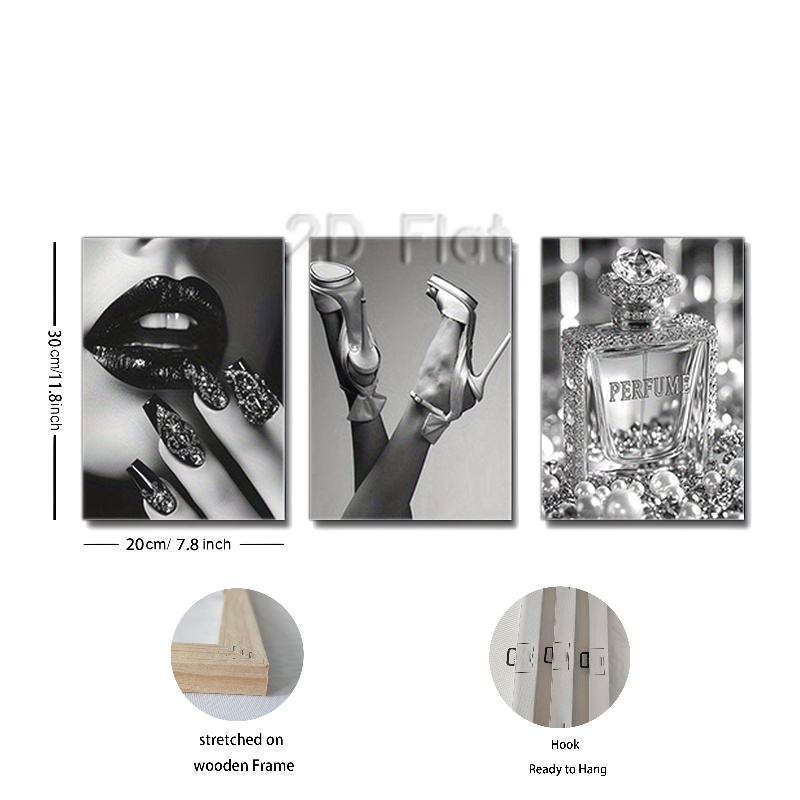 2D Flat
30cm/11.8inch
PERFUME
20cm/ 7.8 inch
stretched on
wooden Frame
Hook
Ready to Hang